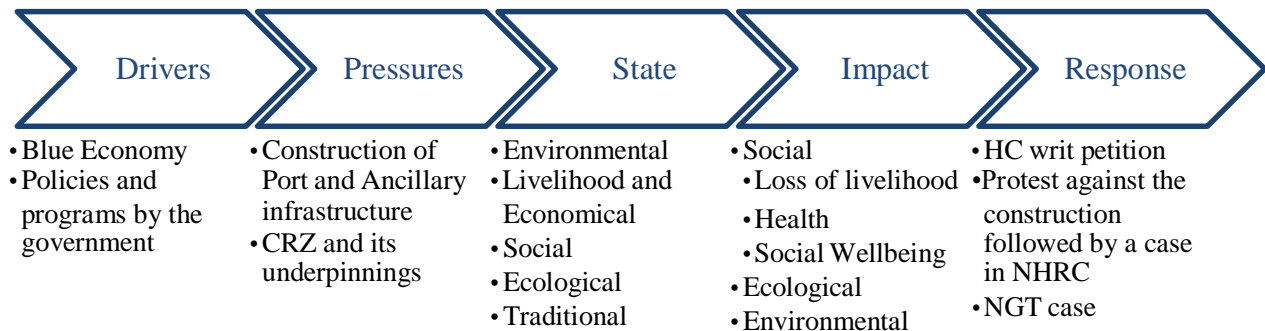 Drivers
• Blue Economy
• Policies and
programs by the
government
Pressures
• Construction of
Port and Ancillary
infrastructure
• CRZ and its
underpinnings
State
• Environmental
• Livelihood and
Economical
• Social
• Ecological
• Traditional
Impact
• Social
• Loss of livelihood
• Health
• Social Wellbeing
• Ecological
• Environmental
Response
• HC writ petition
• Protest against the
construction
followed by a case
in NHRC
• NGT case